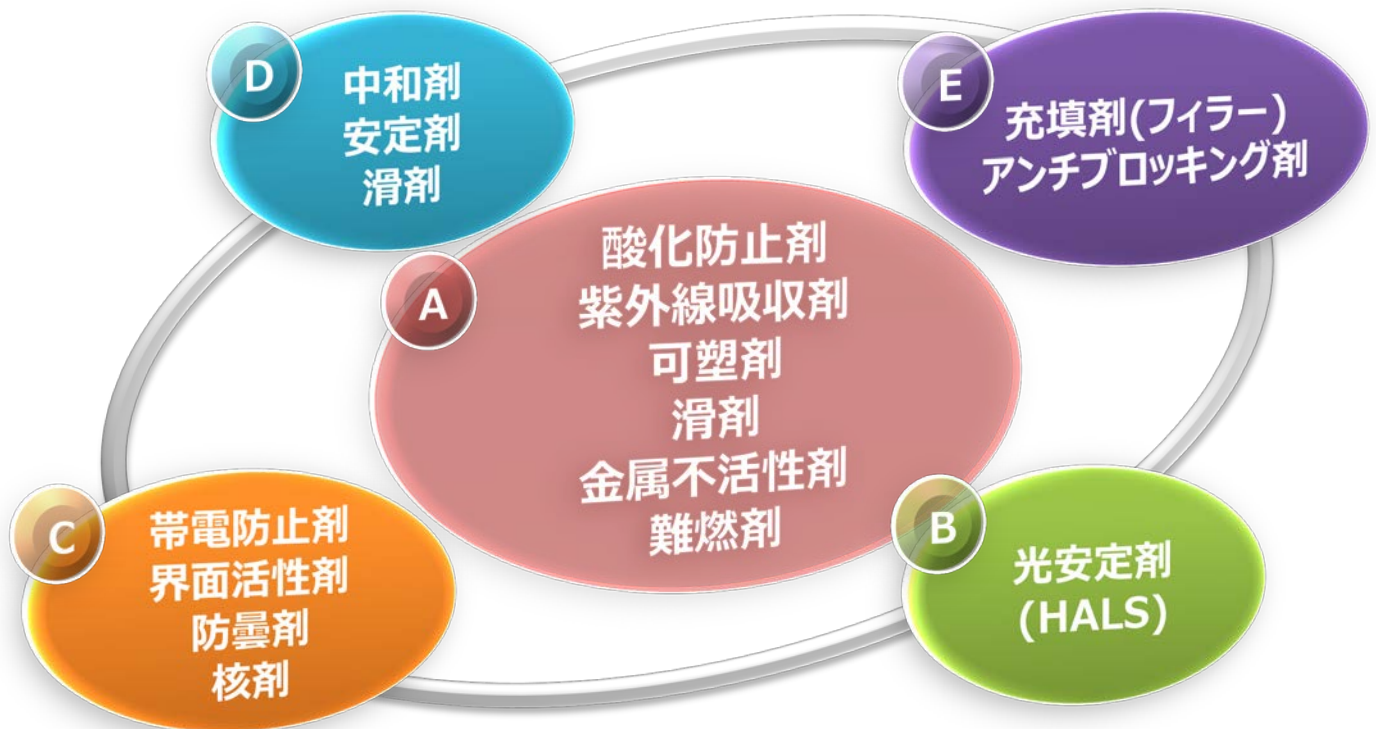 D
中和剤
安定剤
滑剤
E
充填剤(フィラー)
アンチブロッキング剤
A
酸化防止剤
紫外線吸収剤
可塑剤
滑剤
金属不活性剤
難燃剤
C
帯電防止剤
界面活性剤
防曇剤
核剤
B
光安定剤
(HALS)